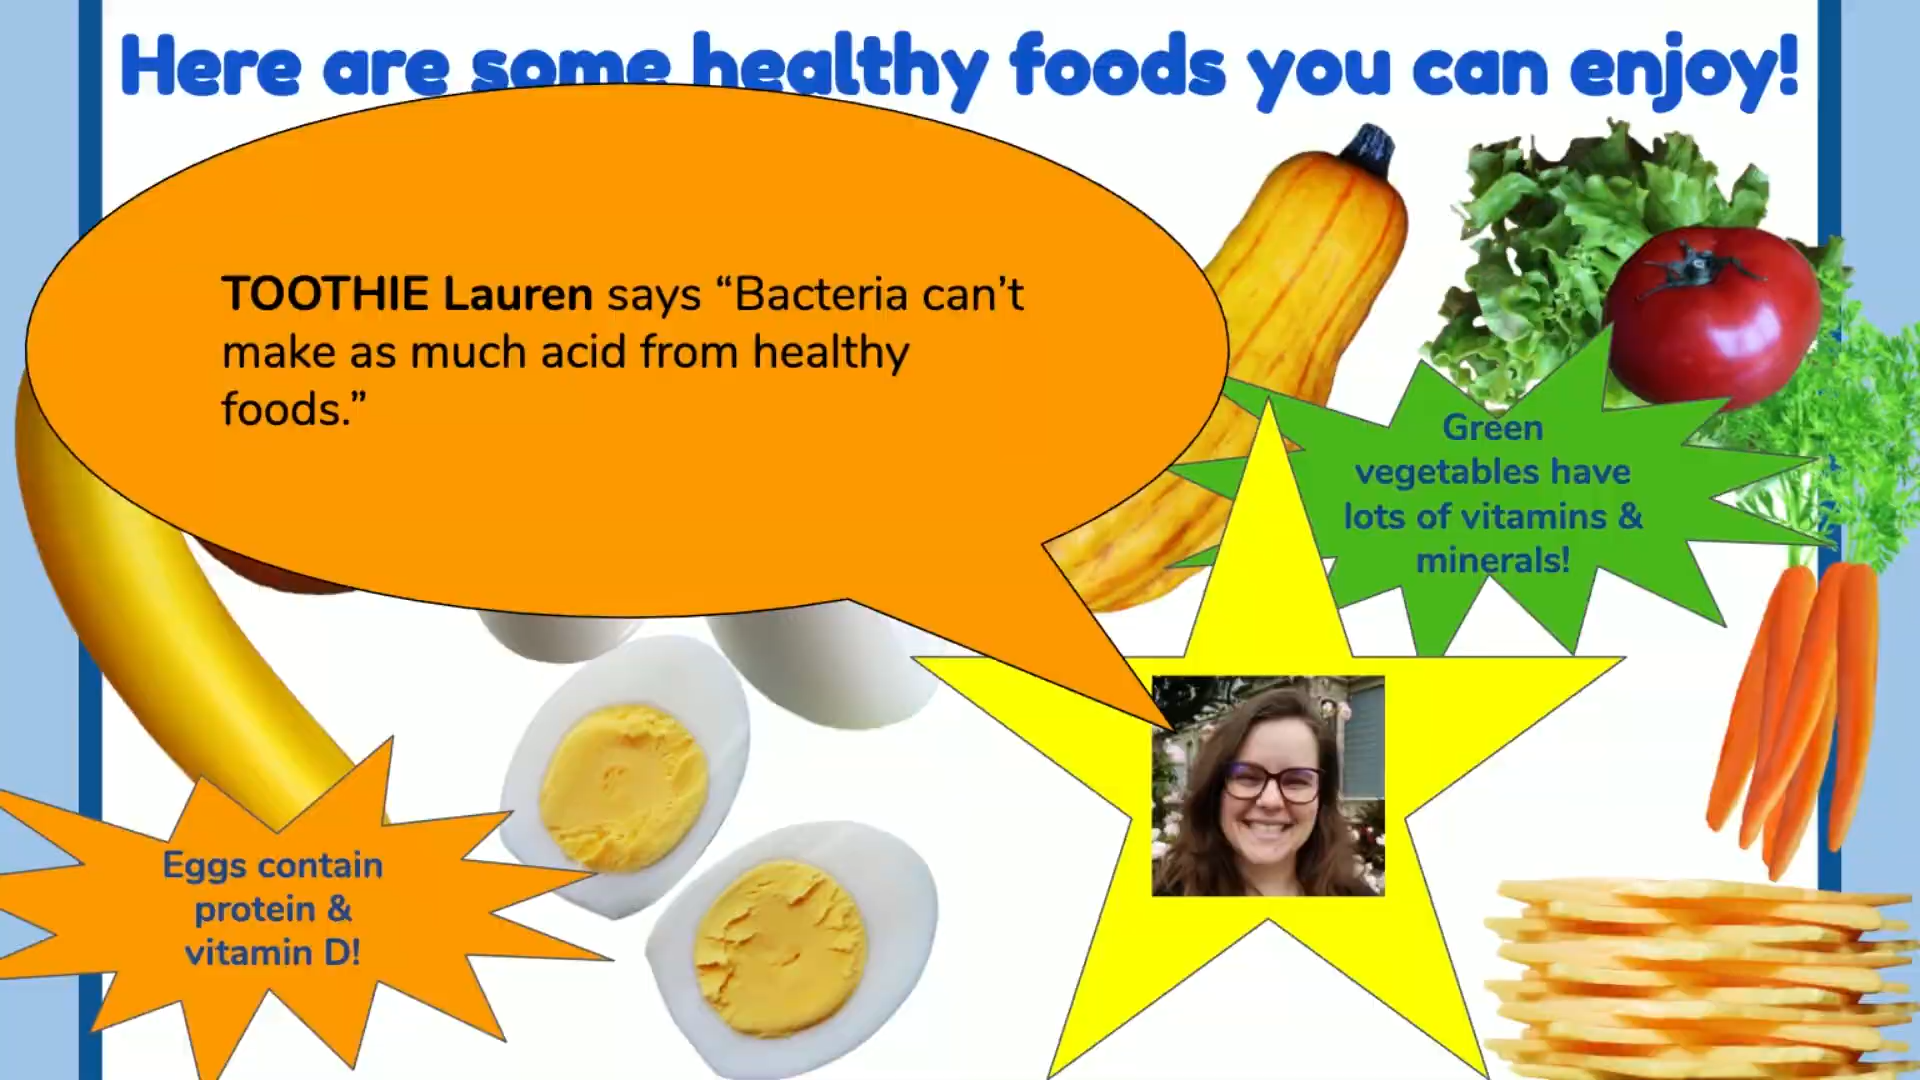 Here are some healthy foods you can enjoy!
TOOTHIE Lauren says “Bacteria can’t
make as much acid from healthy
foods.”
Green
vegetables have
lots of vitamins &
minerals!
Eggs contain
protein &
vitamin D!